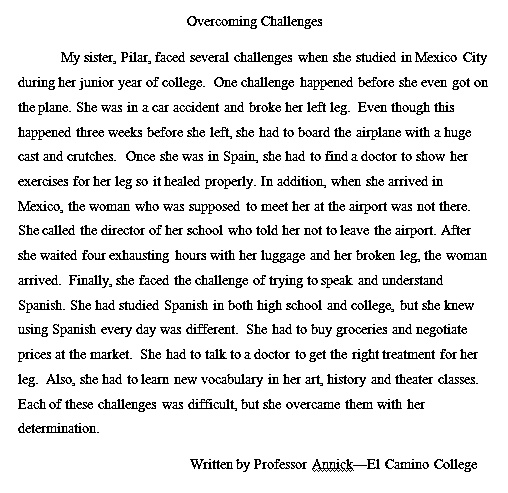 Overcoming Challenges
My sister, Pilar, faced several challenges when she studied in Mexico City
during her junior year of college.  One challenge happened before she even got on
the plane. She was in a car accident and broke her left leg.  Even though this
happened three weeks before she left, she had to board the airplane with a huge
cast and crutches.  Once she was in Spain, she had to find a doctor to show her
exercises for her leg so it healed properly. In addition, when she arrived in
Mexico, the woman who was supposed to meet her at the airport was not there.
She called the director of her school who told her not to leave the airport. After
she waited four exhausting hours with her luggage and her broken leg, the woman
arrived.  Finally, she faced the challenge of trying to speak and understand
Spanish. She had studied Spanish in both high school and college, but she knew
using Spanish every day was different.  She had to buy groceries and negotiate
prices at the market.  She had to talk to a doctor to get the right treatment for her
leg.  Also, she had to learn new vocabulary in her art, history and theater classes.
Each of these challenges was difficult, but she overcame them with her
determination.
Written by Professor Annick—El Camino College